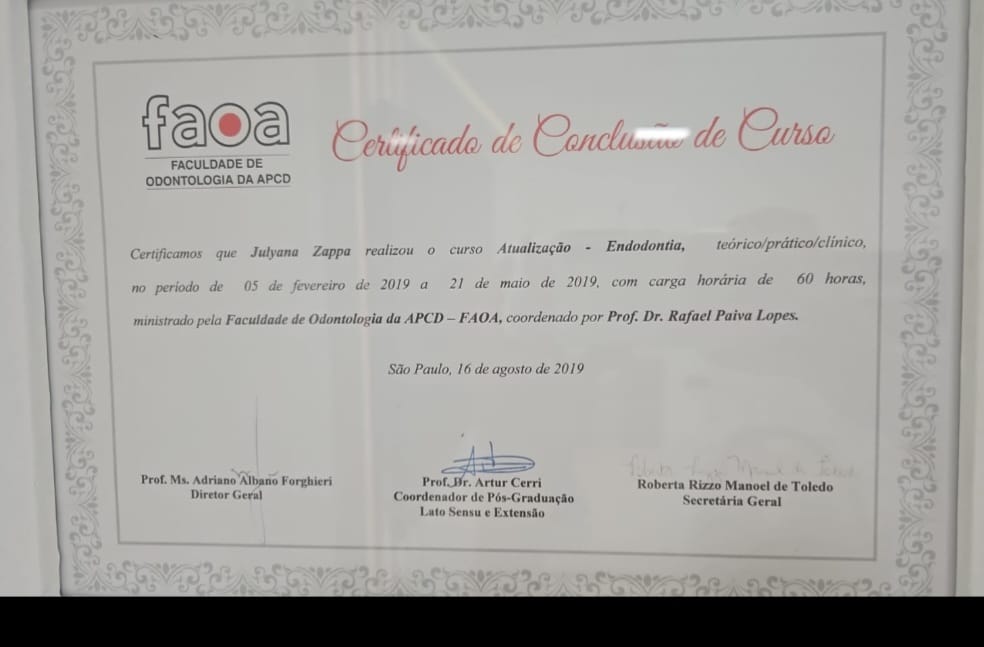 faoa
FACULDADE DE
ODONTOLOGIA DA APCD
Certificado de Conclusão de Curso
Certificamos que Julyana Zappa realizou o curso Atualização - Endodontia, teórico/prático/clínico,
no período de 05 de fevereiro de 2019 a 21 de maio de 2019, com carga horária de 60 horas,
ministrado pela Faculdade de Odontologia da APCD – FAOA, coordenado por Prof. Dr. Rafael Paiva Lopes.
São Paulo, 16 de agosto de 2019
Prof. Ms. Adriano Albano Forghieri
Diretor Geral
Prof. Dr. Artur Cerri
Coordenador de Pós-Graduação
Lato Sensu e Extensão
Roberta Rizzo Manoel de Toledo
Secretária Geral